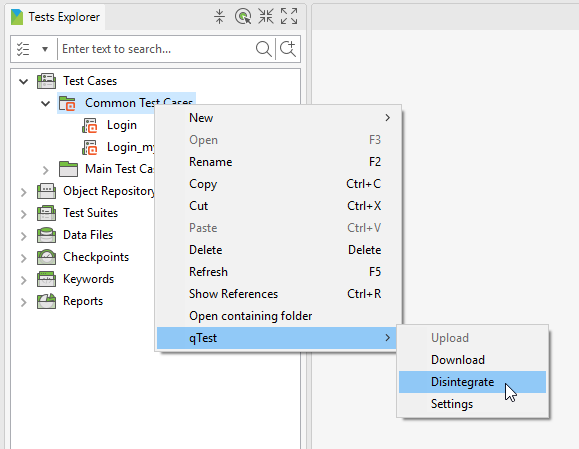 Tests Explorer
Enter text to search...
Test Cases
Common Test Cases
Login
Login_my
Main Test Ca
Object Repository
Test Suites
Data Files
Checkpoints
Keywords
Reports
New
Open F3
Rename F2
Copy Ctrl+C
Cut Ctrl+X
Paste Ctrl+V
Delete Delete
Refresh F5
Show References Ctrl+R
Open containing folder
qTest
Upload
Download
Disintegrate
Settings